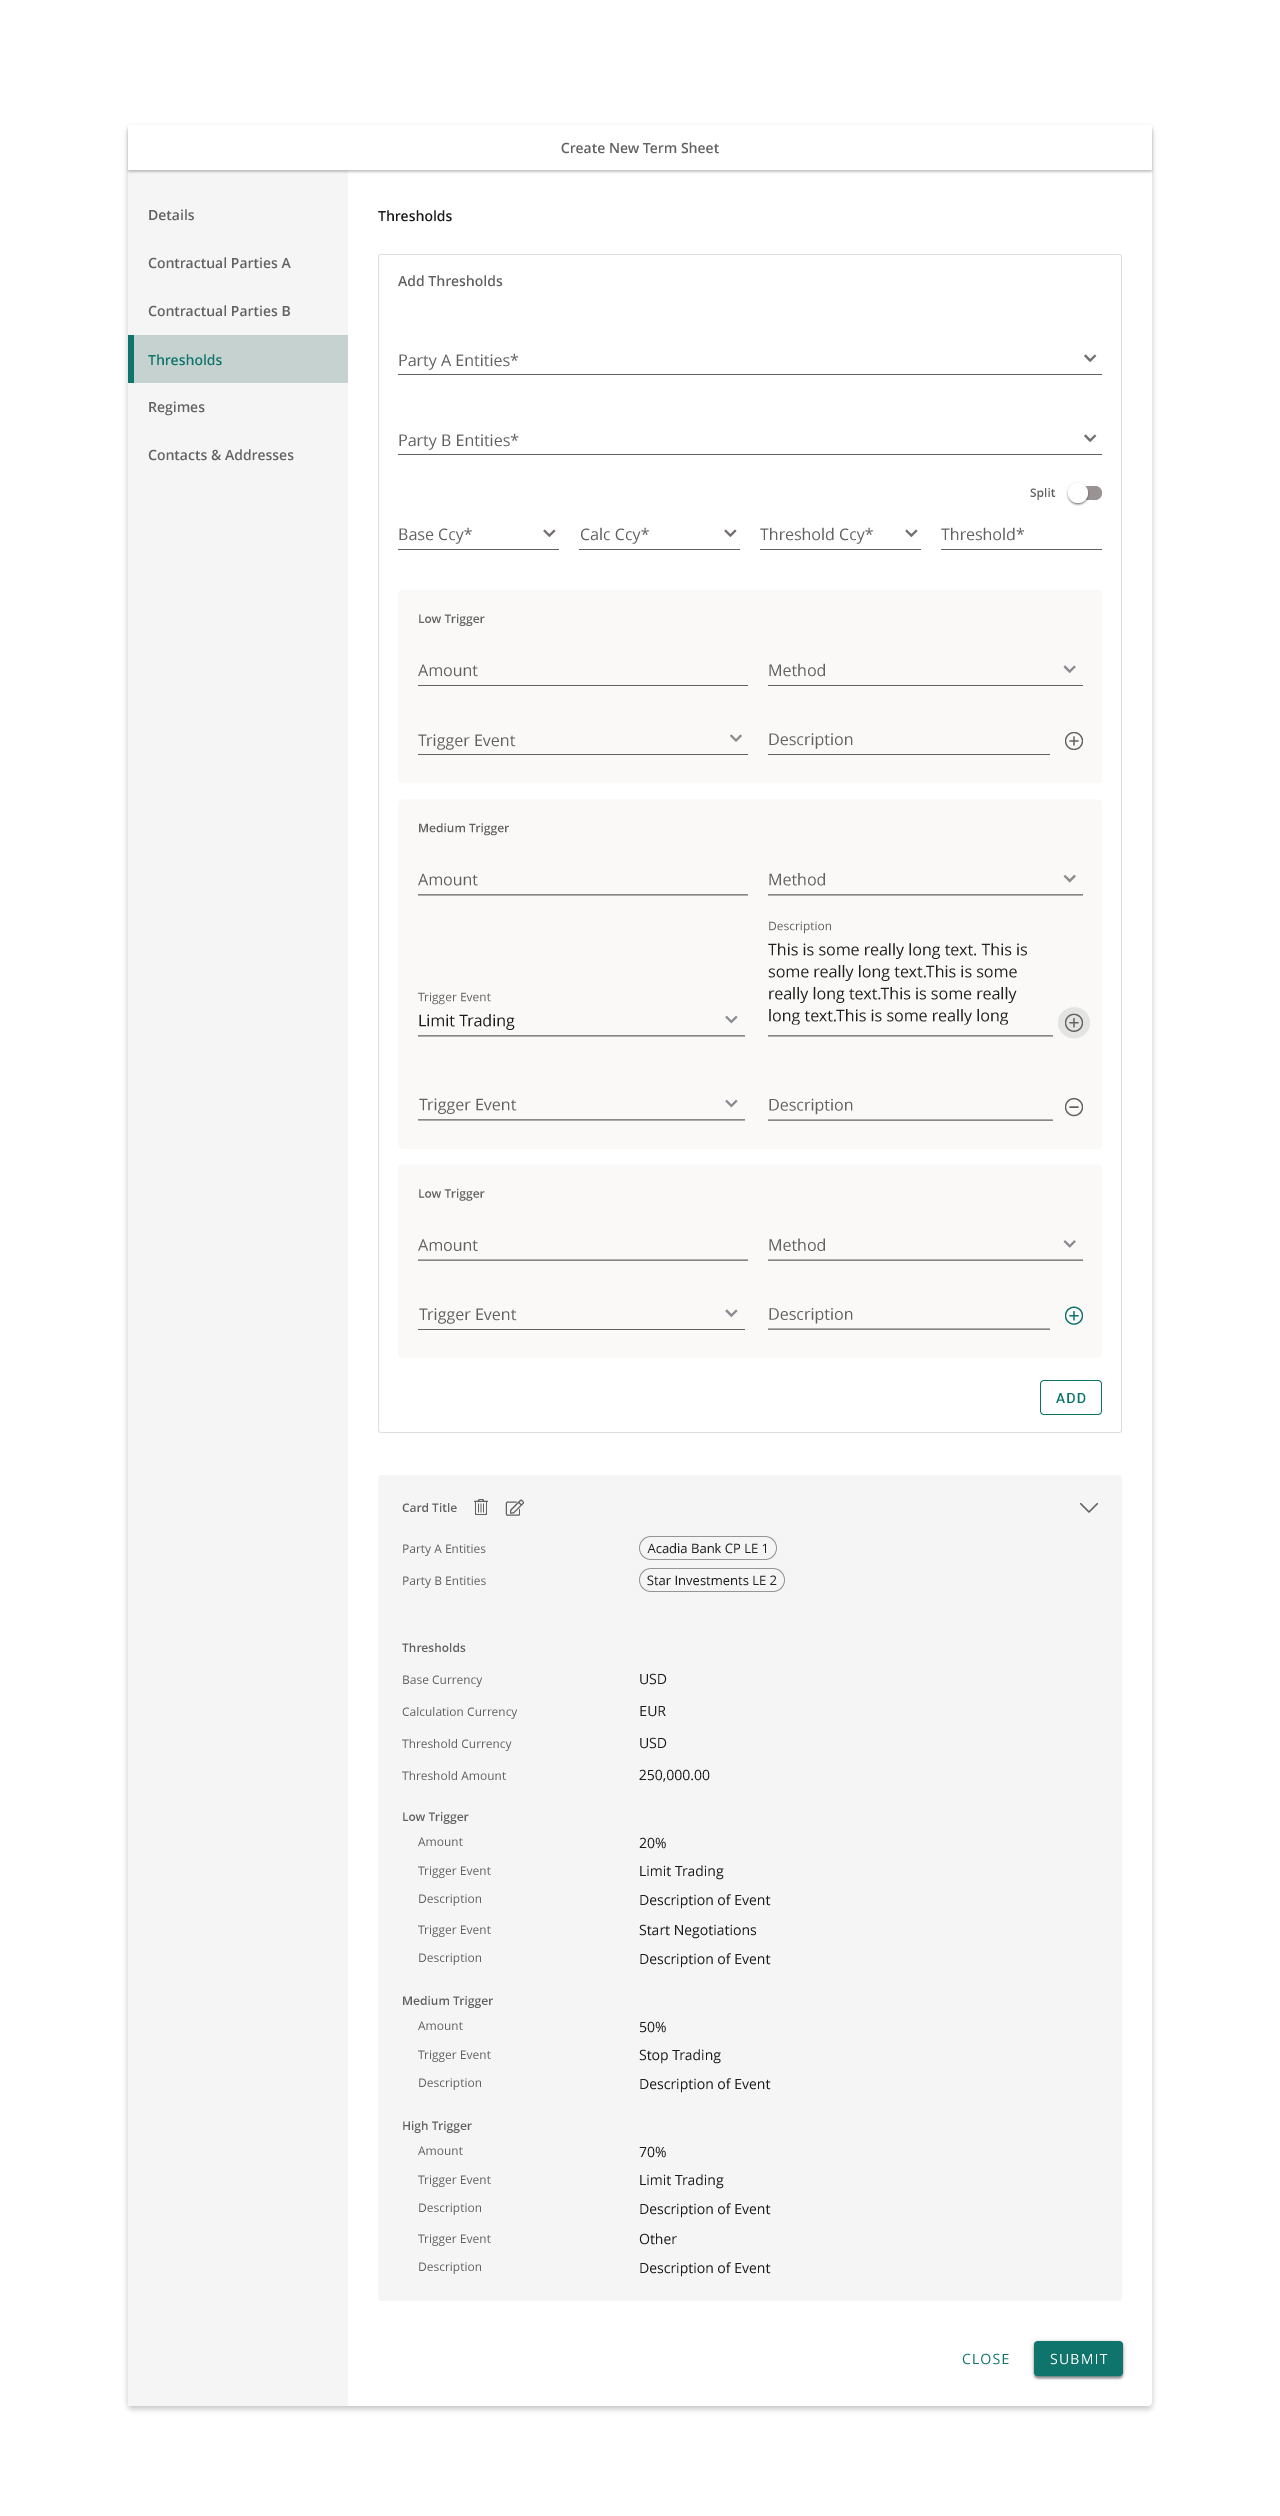 Create New Term Sheet
Details
Contractual Parties A
Contractual Parties B
Thresholds
Regimes
Contacts & Addresses
Thresholds
Add Thresholds
Party A Entities*
Party B Entities*
Split
Base Ccy* Calc Ccy* Threshold Ccy* Threshold*
Low Trigger
Amount Method
Trigger Event Description
Medium Trigger
Amount Method
Description
This is some really long text. This is
some really long text.This is some
really long text.This is some really
long text.This is some really long
Trigger Event
Limit Trading
Trigger Event Description
Low Trigger
Amount Method
Trigger Event Description
ADD
Card Title
Party A Entities Acadia Bank CP LE 1
Party B Entities Star Investments LE 2
Thresholds
Base Currency USD
Calculation Currency EUR
Threshold Currency USD
Threshold Amount 250,000.00
Low Trigger
Amount 20%
Trigger Event Limit Trading
Description Description of Event
Trigger Event Start Negotiations
Description Description of Event
Medium Trigger
Amount 50%
Trigger Event Stop Trading
Description Description of Event
High Trigger
Amount 70%
Trigger Event Limit Trading
Description Description of Event
Trigger Event Other
Description Description of Event
CLOSE SUBMIT